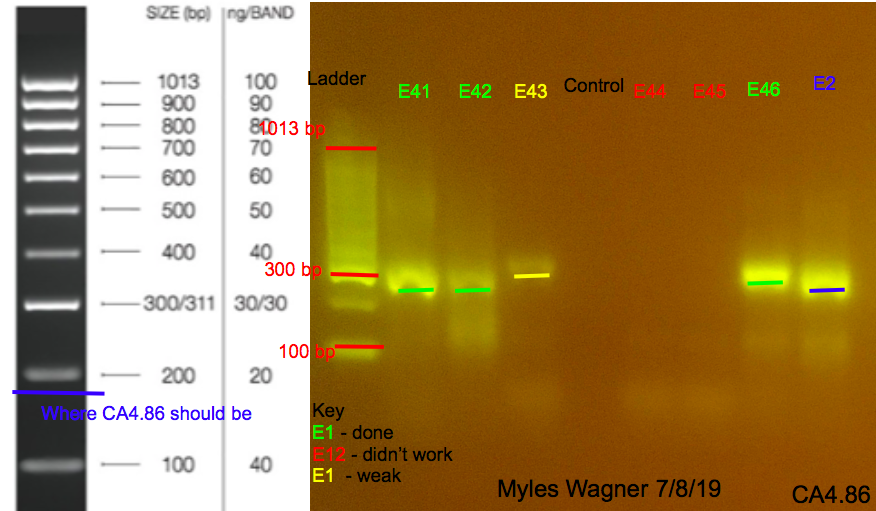 SIZE (bp) ng/BAND
1013 100
900 90
800 80
700 70
600 60
500 50
400 40
300/311 30/30
200 20
Where CA4.86 should be
100 40
Ladder E41 E42 E43 Control E44 E45 E46 E2
1013 bp
300 bp
100 bp
Key
E1 - done
E12 - didn't work
E1 - weak
Myles Wagner 7/8/19
CA4.86